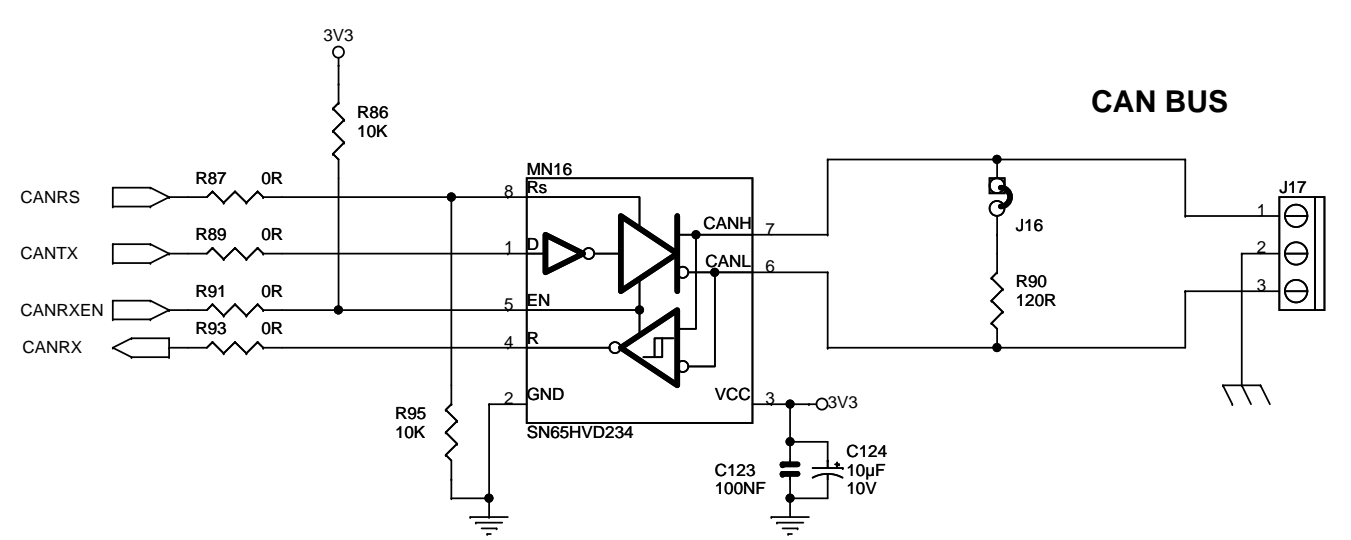 3V3
R86
10K
CAN BUS
CANRS
R87 0R
8
MN16
Rs
CANH
7
J16
J17
1
CANTX
R89 0R
1
D
CANL
6
2
CANRXEN
R91 0R
5
EN
R90
120R
3
CANRX
R93 0R
4
R
2
GND
VCC
3
3V3
SN65HVD234
R95
10K
C123
100NF
+
C124
10µF
10V